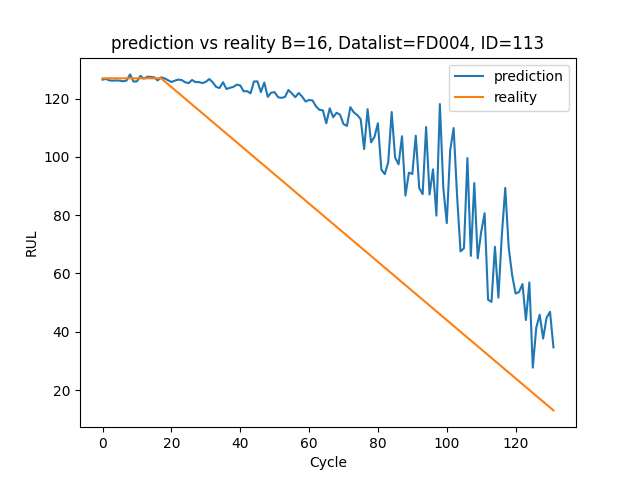 prediction vs reality B=16, Datalist=FD004, ID=113
prediction
reality
RUL
120
100
80
60
40
20
0 20 40 60 80 100 120
Cycle